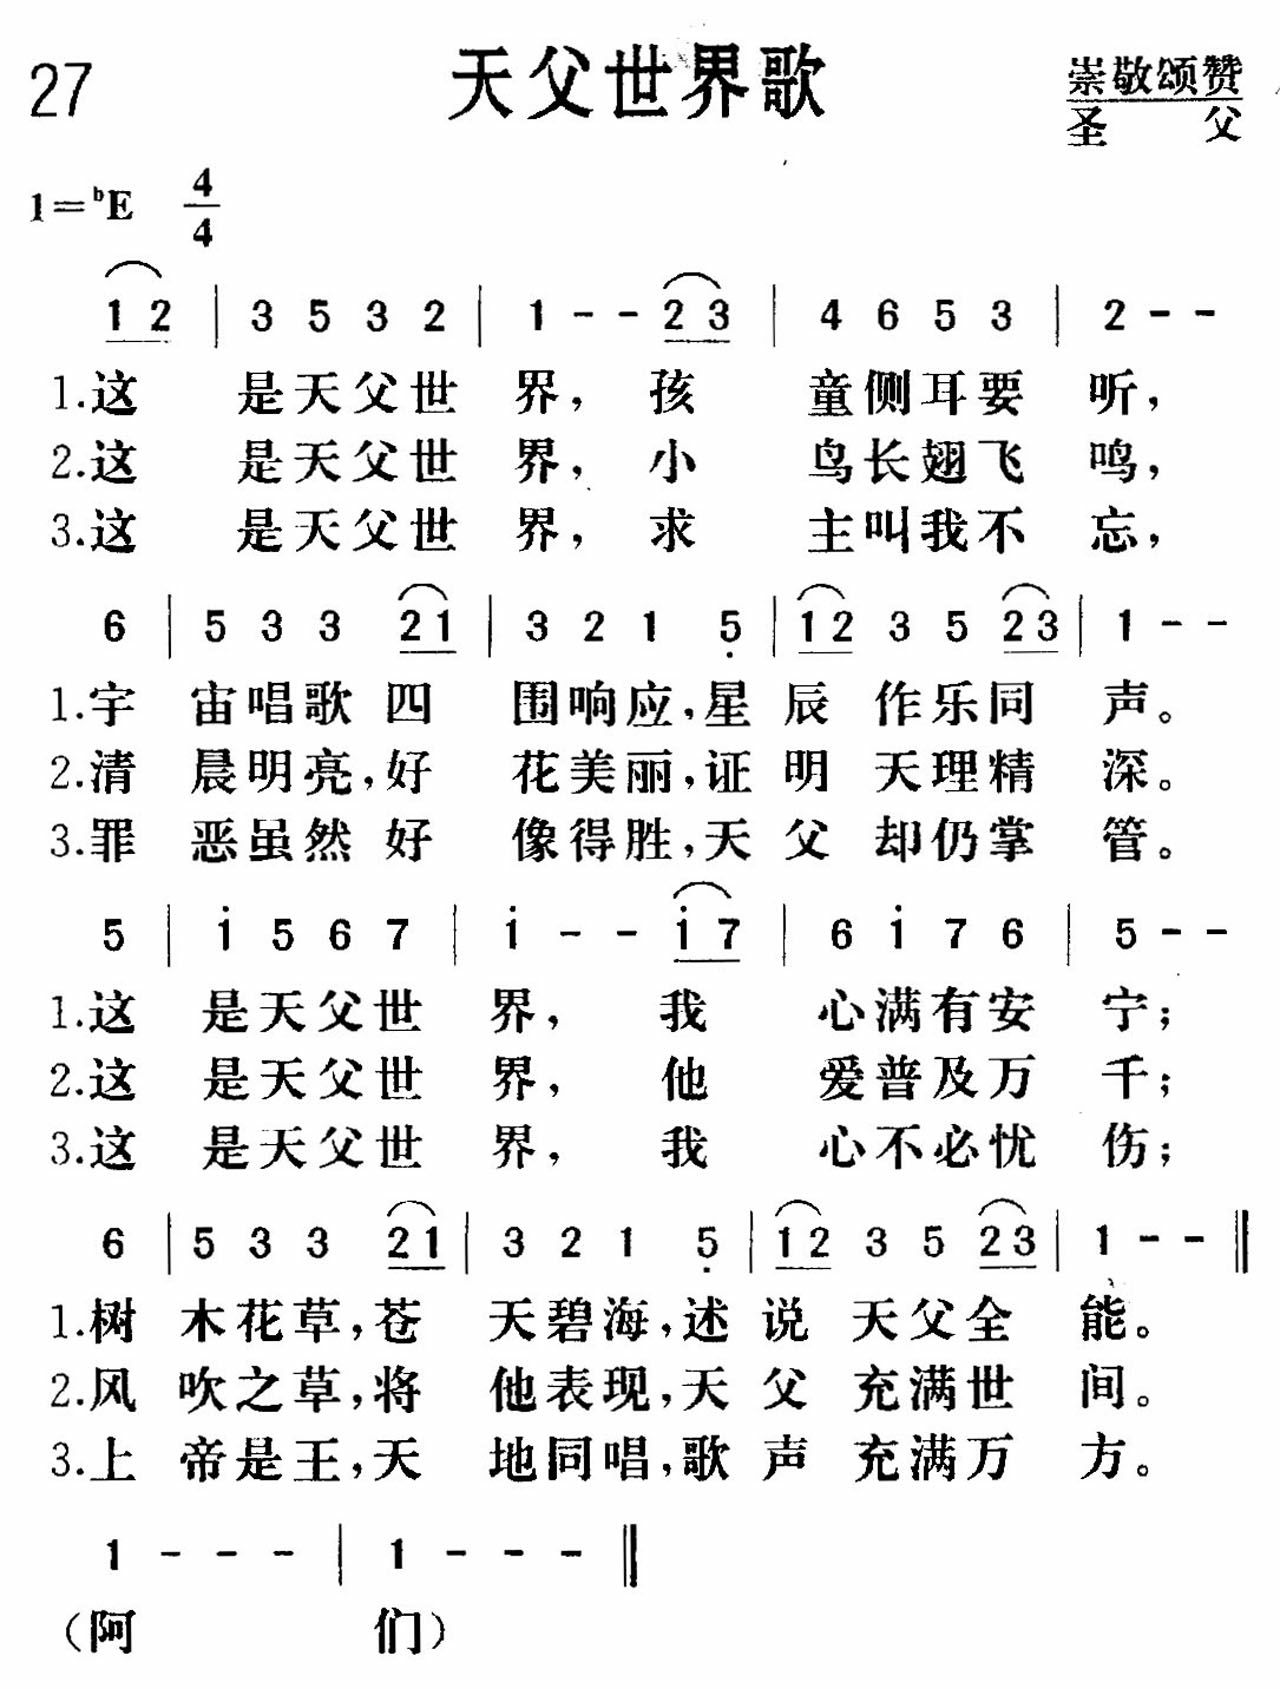 27
天父世界歌
崇敬颂赞
圣父
1=ᵇE 4/4
1 2 | 3 5 3 2 | 1 - - 2 3 | 4 6 5 3 | 2 - -
1.这 是天父世 界，孩 童侧耳要 听，
2.这 是天父世 界，小 鸟长翅飞 鸣，
3.这 是天父世 界，求 主叫我不 忘，
6 | 5 3 3 2 1 | 3 2 1 5̣ | 1 2 3 5 2 3 | 1 - -
1.宇 宙唱歌四 围响应，星 辰 作乐同 声。
2.清 晨明亮，好 花美丽，证 明 天理精 深。
3.罪 恶虽然好 像得胜，天 父 却仍掌 管。
5 | 1̇ 5 6 7 | 1̇ - - 1̇ 7 | 6 1̇ 7 6 | 5 - -
1.这 是天父世 界， 我 心满有安 宁；
2.这 是天父世 界， 他 爱普及万 千；
3.这 是天父世 界， 我 心不必忧 伤；
6 | 5 3 3 2 1 | 3 2 1 5̣ | 1 2 3 5 2 3 | 1 - - ‖
1.树 木花草，苍 天碧海，述 说 天父全 能。
2.风 吹之草，将 他表现，天 父 充满世 间。
3.上 帝是王，天 地同唱，歌 声 充满万 方。
1 - - - | 1 - - - ‖
（阿 们）